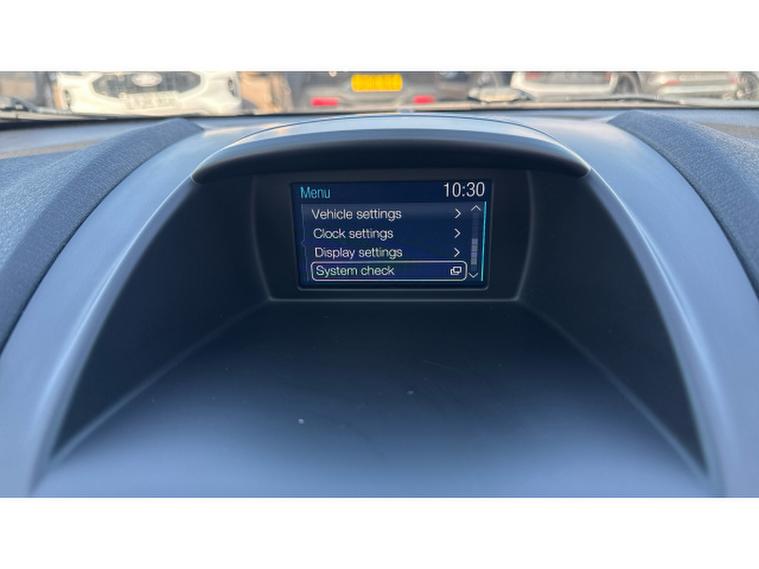 Menu 10:30
Vehicle settings
Clock settings
Display settings
System check